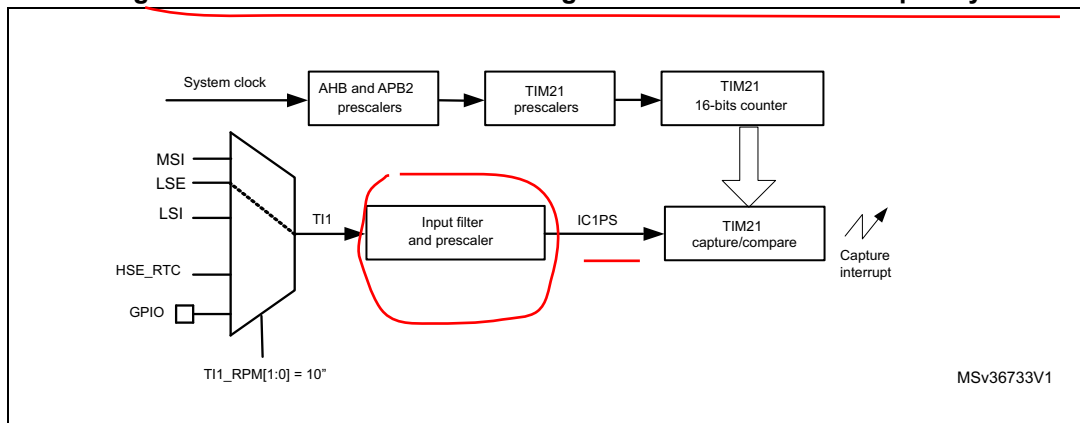 System clock
AHB and APB2
prescalers
TIM21
prescalers
TIM21
16-bits counter
MSI
LSE
LSI
HSE_RTC
GPIO
TI1
Input filter
and prescaler
IC1PS
TIM21
capture/compare
Capture
interrupt
TI1_RPM[1:0] = 10”
MSv36733V1